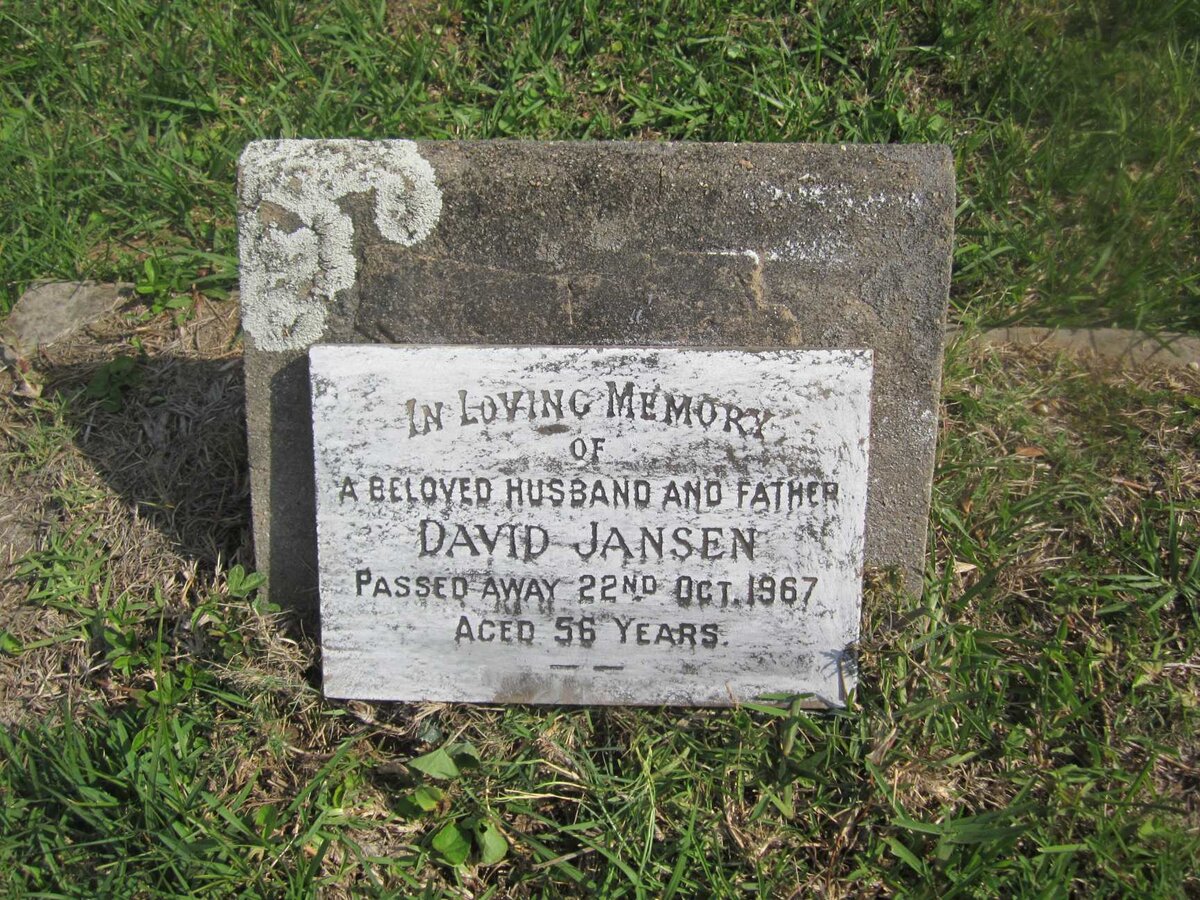 In Loving Memory
OF
A BELOVED HUSBAND AND FATHER
DAVID JANSEN
PASSED AWAY 22ND OCT. 1967
AGED 56 YEARS.